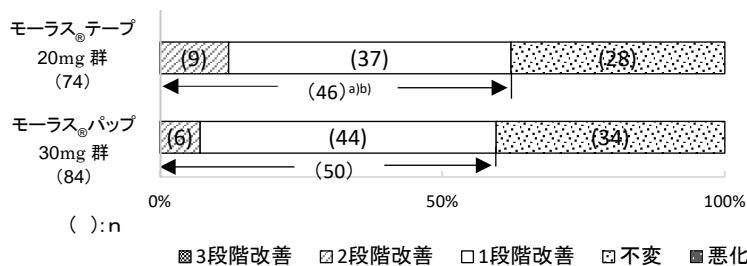 モーラス®テープ
20mg 群
(74)
(9) (37) (28)
(46)a)b)
モーラス®パップ
30mg 群
(84)
(6) (44) (34)
(50)
0% 50% 100%
( ):n
3段階改善 2段階改善 1段階改善 不変 悪化